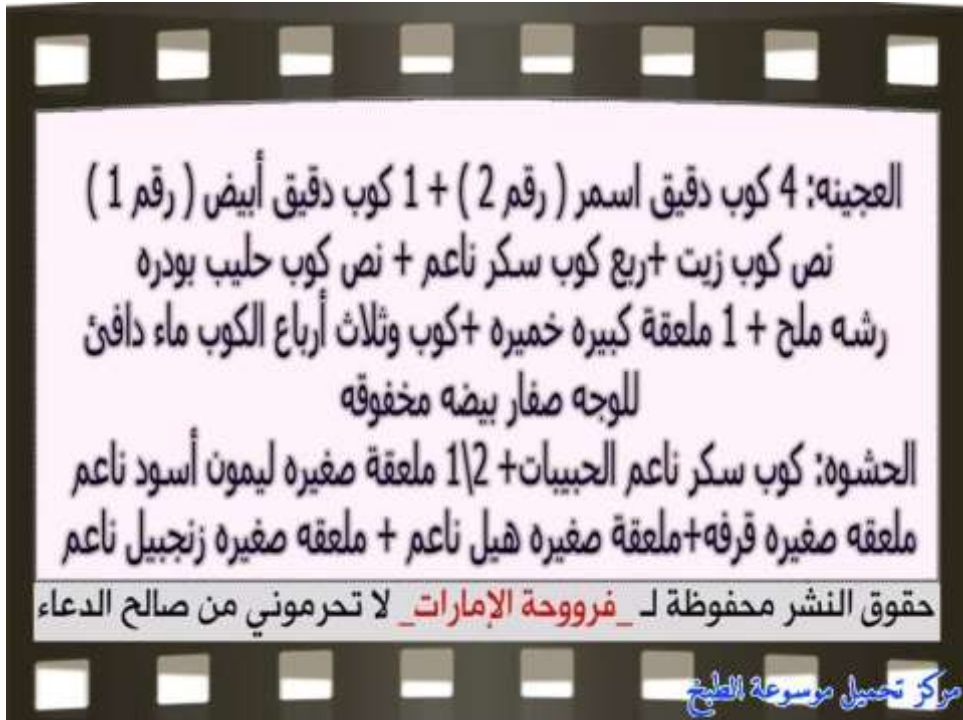 العجينه: 4 كوب دقيق اسمر ( رقم 2 ) + 1 كوب دقيق أبيض ( رقم 1 )
نص كوب زيت +ربع كوب سكر ناعم + نص كوب حليب بودره
رشه ملح + 1 ملعقة كبيره خميره +كوب وثلاث أرباع الكوب ماء دافئ
للوجه صفار بيضه مخفوقه
الحشوه: كوب سكر ناعم الحبيبات+ 2\1 ملعقة صغيره ليمون أسود ناعم
ملعقه صغيره قرفه+ملعقة صغيره هيل ناعم + ملعقه صغيره زنجبيل ناعم
حقوق النشر محفوظة لـ _فرووحة الإمارات_ لا تحرموني من صالح الدعاء
مركز تحميل موسوعة الطبخ